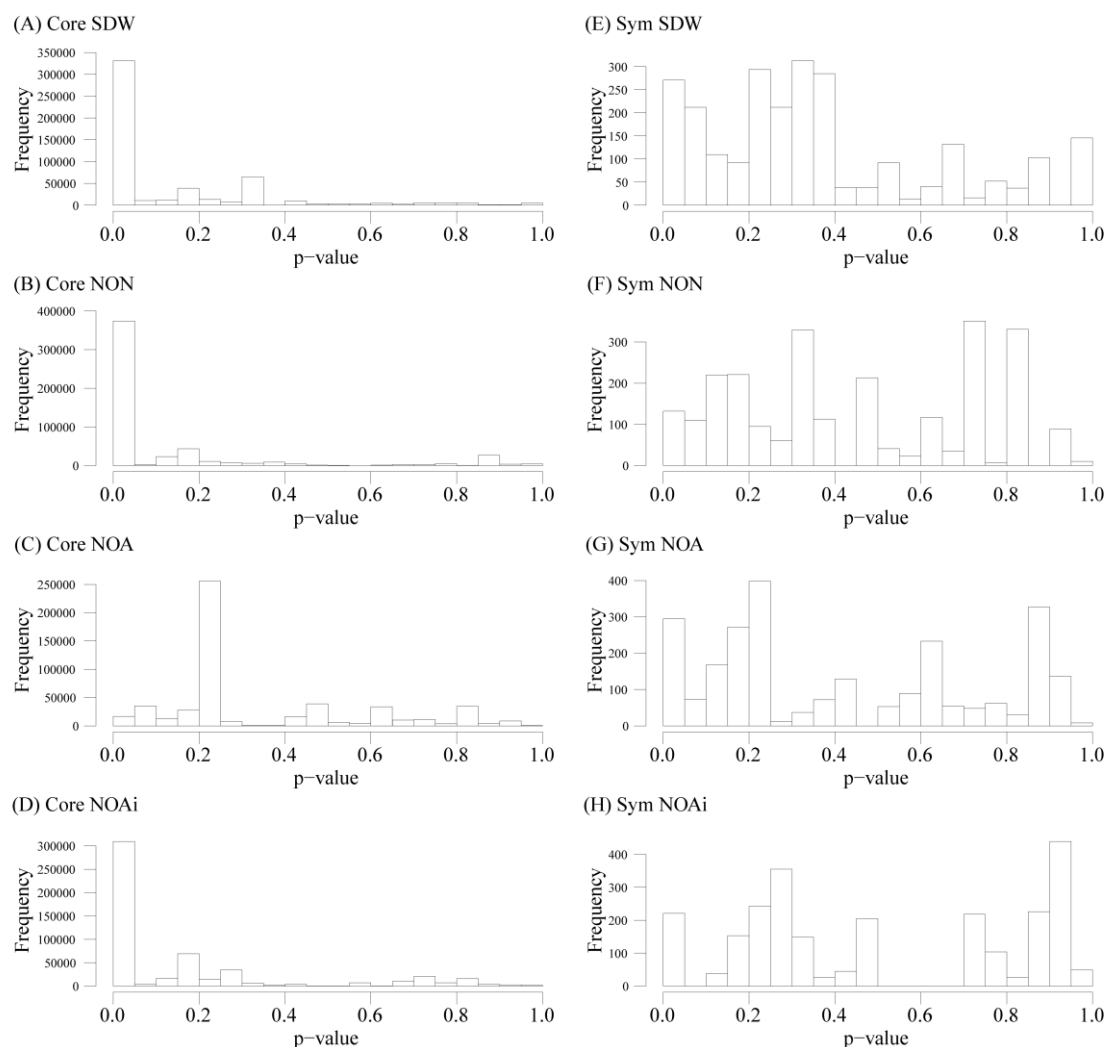 (A) Core SDW
Frequency
350000
300000
250000
200000
150000
100000
50000
0
0.0 0.2 0.4 0.6 0.8 1.0
p−value
(E) Sym SDW
Frequency
300
250
200
150
100
50
0
0.0 0.2 0.4 0.6 0.8 1.0
p−value
(B) Core NON
Frequency
400000
300000
200000
100000
0
0.0 0.2 0.4 0.6 0.8 1.0
p−value
(F) Sym NON
Frequency
300
200
100
0
0.0 0.2 0.4 0.6 0.8 1.0
p−value
(C) Core NOA
Frequency
250000
200000
150000
100000
50000
0
0.0 0.2 0.4 0.6 0.8 1.0
p−value
(G) Sym NOA
Frequency
400
300
200
100
0
0.0 0.2 0.4 0.6 0.8 1.0
p−value
(D) Core NOAi
Frequency
300000
250000
200000
150000
100000
50000
0
0.0 0.2 0.4 0.6 0.8 1.0
p−value
(H) Sym NOAi
Frequency
400
300
200
100
0
0.0 0.2 0.4 0.6 0.8 1.0
p−value